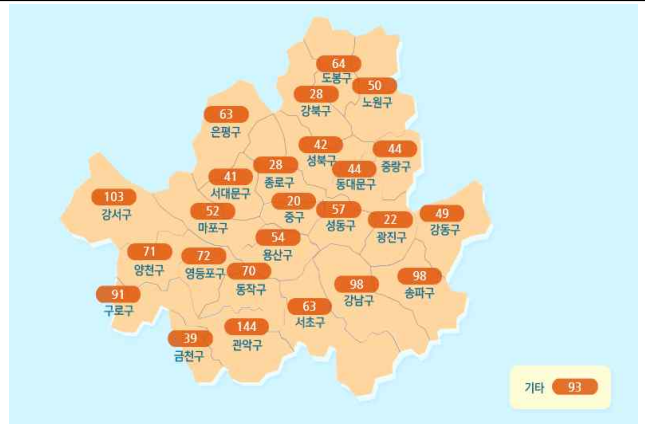 64
도봉구
50
노원구
28
강북구
63
은평구
42
성북구
44
중랑구
28
종로구
44
동대문구
41
서대문구
103
강서구
52
마포구
20
중구
57
성동구
22
광진구
49
강동구
54
용산구
71
양천구
72
영등포구
70
동작구
98
강남구
98
송파구
91
구로구
63
서초구
144
관악구
39
금천구
기타 93